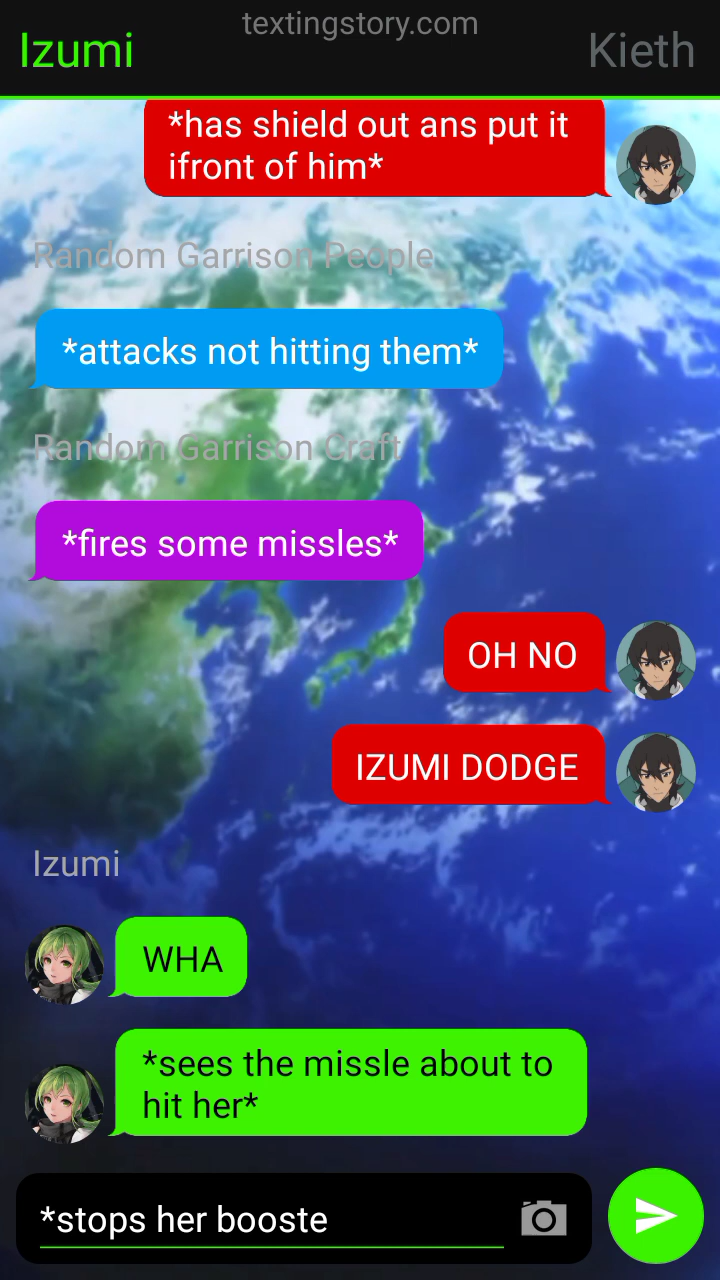 textingstory.com
Izumi
Kieth
*has shield out ans put it
ifront of him*
Random Garrison People
*attacks not hitting them*
Random Garrison Craft
*fires some missles*
OH NO
IZUMI DODGE
Izumi
WHA
*sees the missle about to
hit her*
*stops her booste